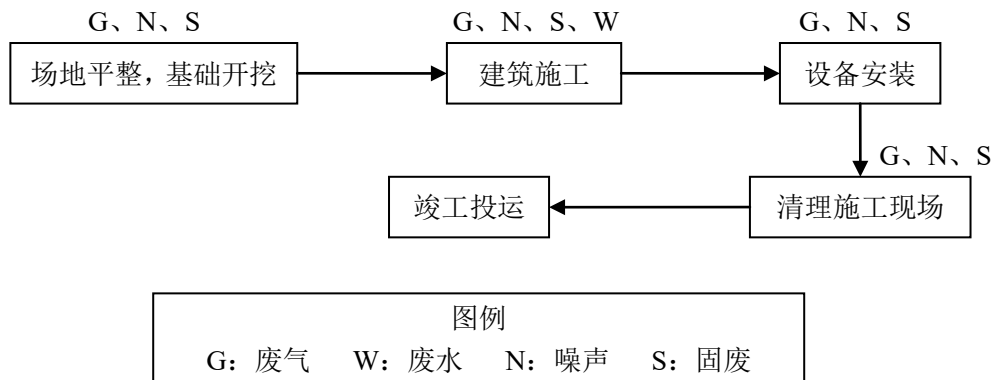 G、N、S
G、N、S、W
G、N、S
场地平整，基础开挖
建筑施工
设备安装
G、N、S
竣工投运
清理施工现场
图例
G：废气 W：废水 N：噪声 S：固废